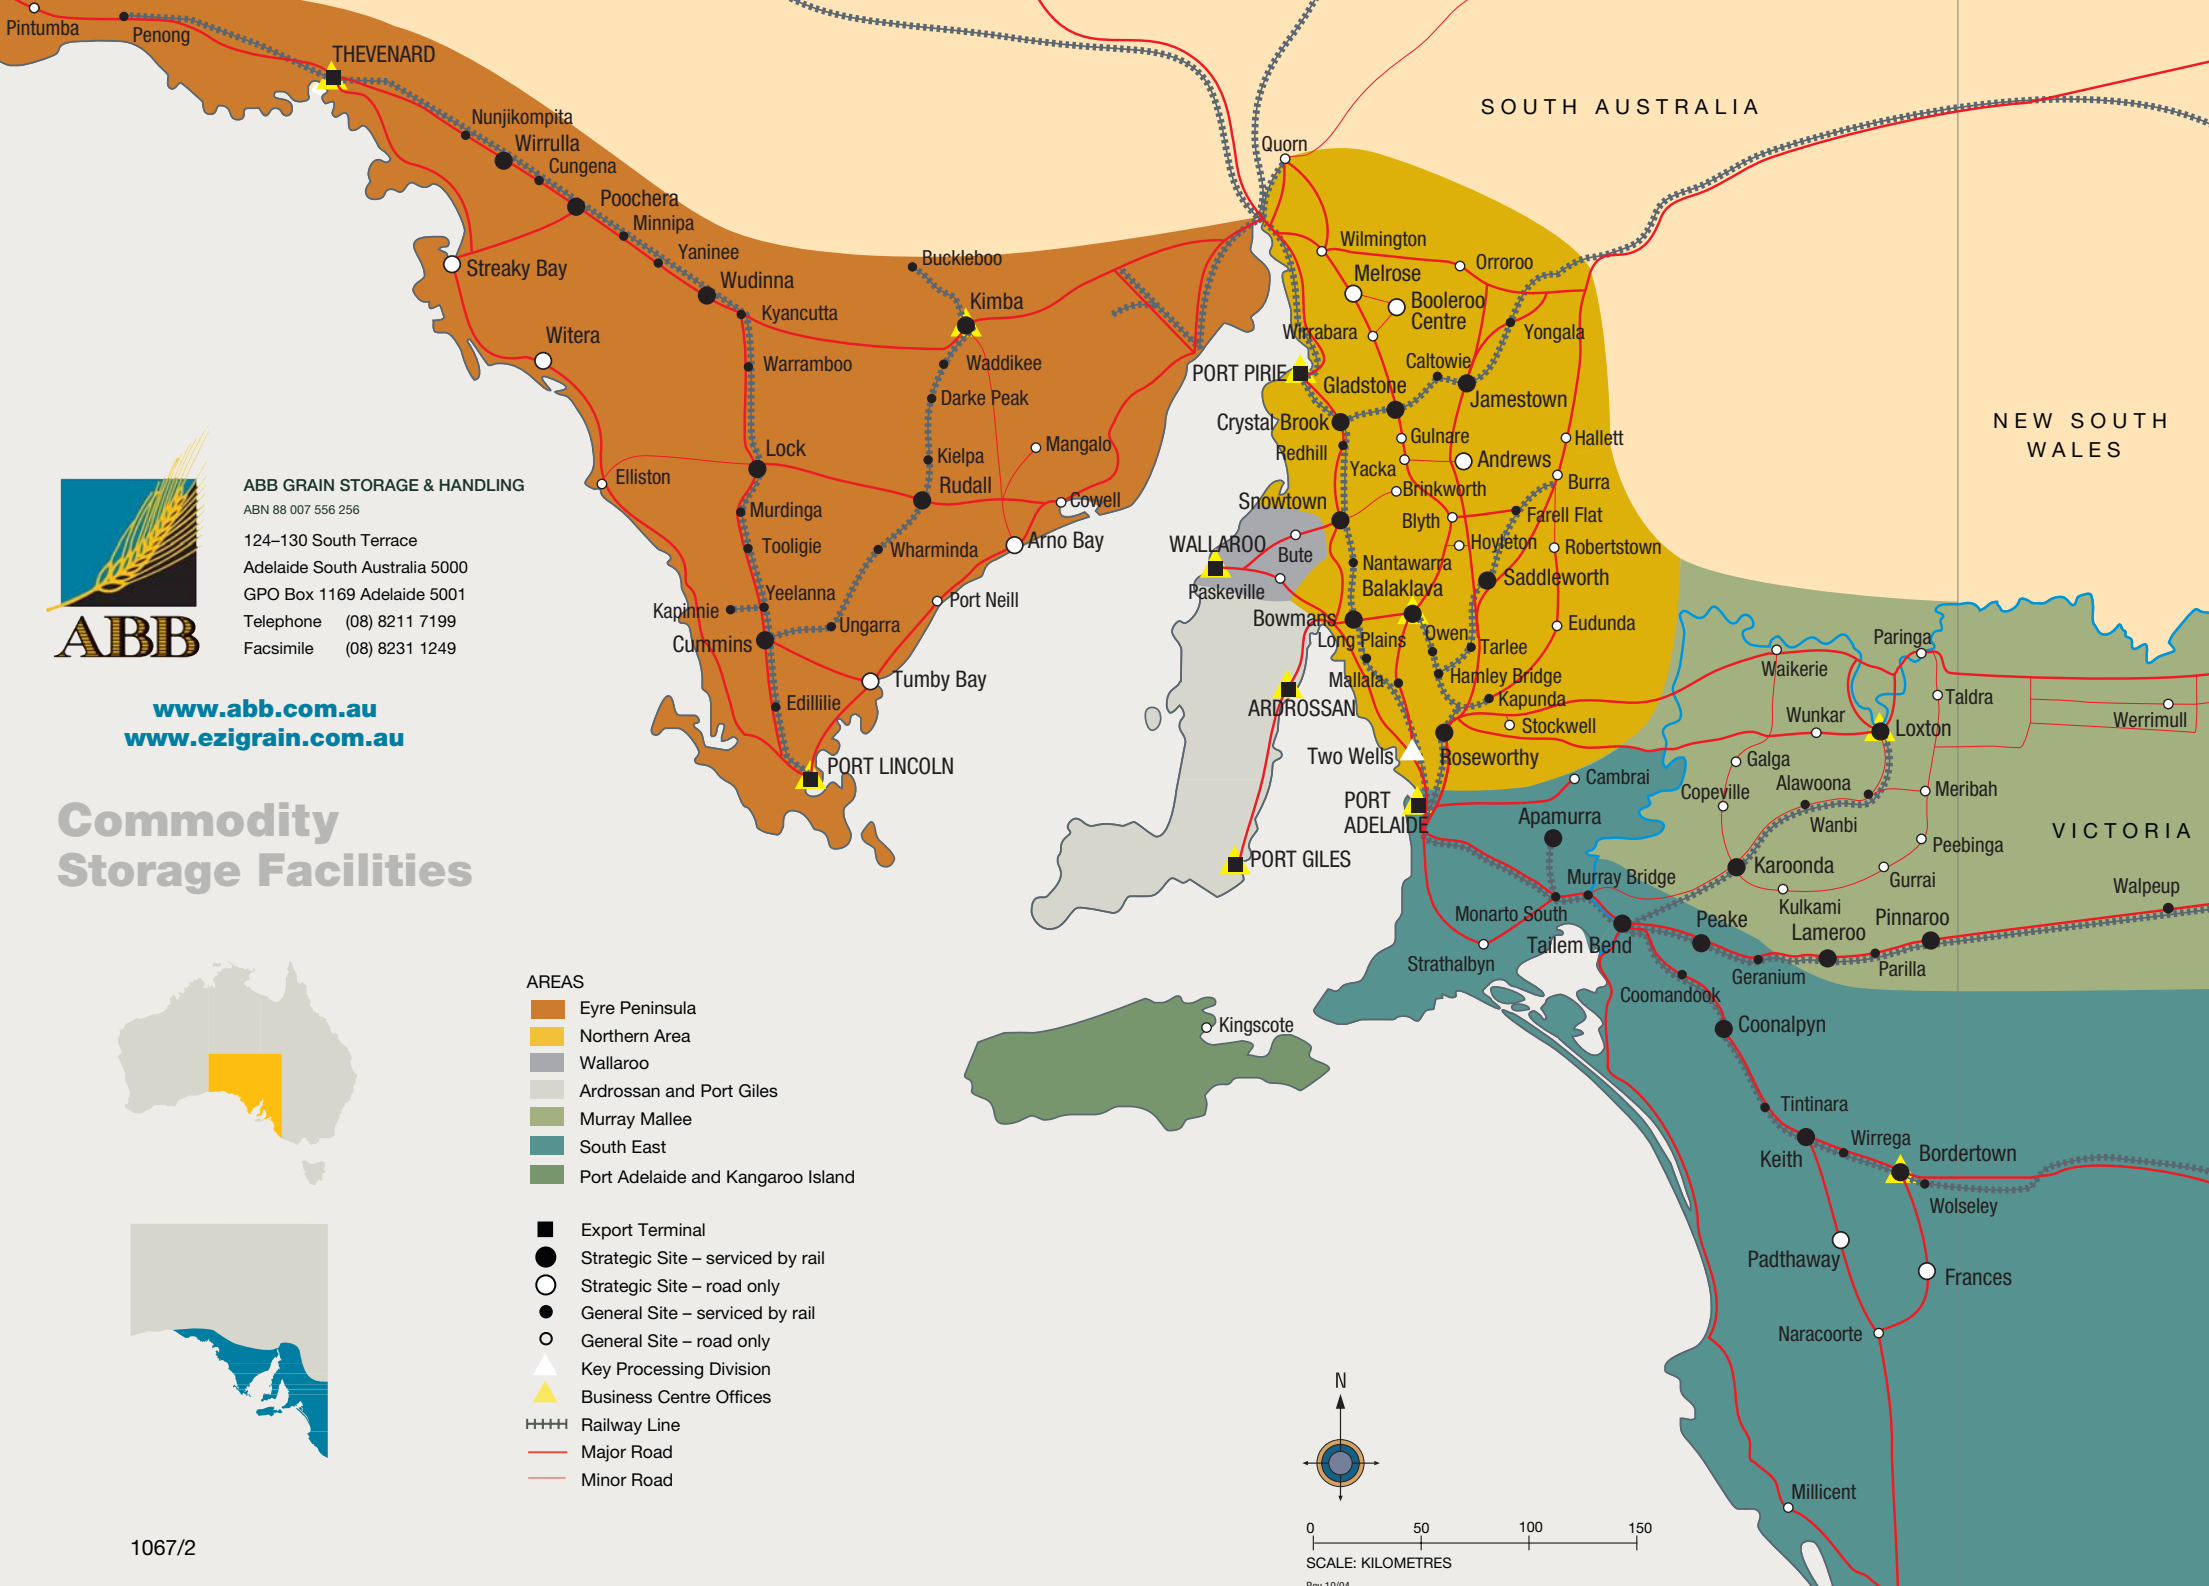 Pintumba
Penong
THEVENARD
Nunjikompita
Wirrulla
Cungena
Poochera
Minnipa
Yaninee
Wudinna
Kyancutta
Streaky Bay
Witera
Buckleboo
Kimba
Warramboo
Waddikee
Darke Peak
Lock
Kielpa
Mangalo
Elliston
Rudall
Cowell
Murdinga
Tooligie
Wharminda
Arno Bay
Yeelanna
Kapinnie
Port Neill
Ungarra
Cummins
Tumby Bay
Edillilie
PORT LINCOLN
SOUTH AUSTRALIA
Quorn
Wilmington
Orroroo
Melrose
Booleroo
Centre
Wirrabara
Yongala
Caltowie
PORT PIRIE
Gladstone
Jamestown
Crystal Brook
Gulnare
Hallett
Redhill
Yacka
Andrews
Burra
Brinkworth
Snowtown
Blyth
Farell Flat
WALLAROO
Bute
Hoyleton
Robertstown
Nantawarra
Saddleworth
Paskeville
Balaklava
Bowmans
Owen
Eudunda
Long Plains
Tarlee
Mallala
Hamley Bridge
Kapunda
ARDROSSAN
Stockwell
Two Wells
Roseworthy
PORT
ADELAIDE
PORT GILES
NEW SOUTH
WALES
Paringa
Waikerie
Taldra
Wunkar
Loxton
Werrimull
Galga
Alawoona
Copeville
Meribah
Wanbi
VICTORIA
Peebinga
Karoonda
Gurrai
Walpeup
Kulkami
Pinnaroo
Peake
Lameroo
Parilla
Geranium
Cambrai
Apamurra
Murray Bridge
Monarto South
Tailem Bend
Strathalbyn
Coomandook
Coonalpyn
Tintinara
Wirrega
Keith
Bordertown
Wolseley
Padthaway
Frances
Naracoorte
Millicent
Kingscote
ABB
ABB GRAIN STORAGE & HANDLING
ABN 88 007 556 256
124–130 South Terrace
Adelaide South Australia 5000
GPO Box 1169 Adelaide 5001
Telephone (08) 8211 7199
Facsimile (08) 8231 1249
www.abb.com.au
www.ezigrain.com.au
Commodity
Storage Facilities
AREAS
Eyre Peninsula
Northern Area
Wallaroo
Ardrossan and Port Giles
Murray Mallee
South East
Port Adelaide and Kangaroo Island
Export Terminal
Strategic Site – serviced by rail
Strategic Site – road only
General Site – serviced by rail
General Site – road only
Key Processing Division
Business Centre Offices
Railway Line
Major Road
Minor Road
1067/2
N
0 50 100 150
SCALE: KILOMETRES